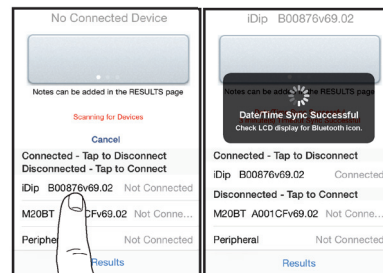 No Connected Device
Notes can be added in the RESULTS page
Scanning for Devices
Cancel
Connected - Tap to Disconnect
Disconnected - Tap to Connect
iDip B00876v69.02 Not Connected
M20BT CFv69.02 Not Conne...
Not Connected
Results
iDip B00876v69.02
Notes can be added in the RESULTS page
Date/Time Sync Successful
Check LCD display for Bluetooth icon.
Connected - Tap to Disconnect
iDip B00876v69.02 Connected
Disconnected - Tap to Connect
M20BT A001CFv69.02 Not Conne...
Peripheral Not Connected
Results